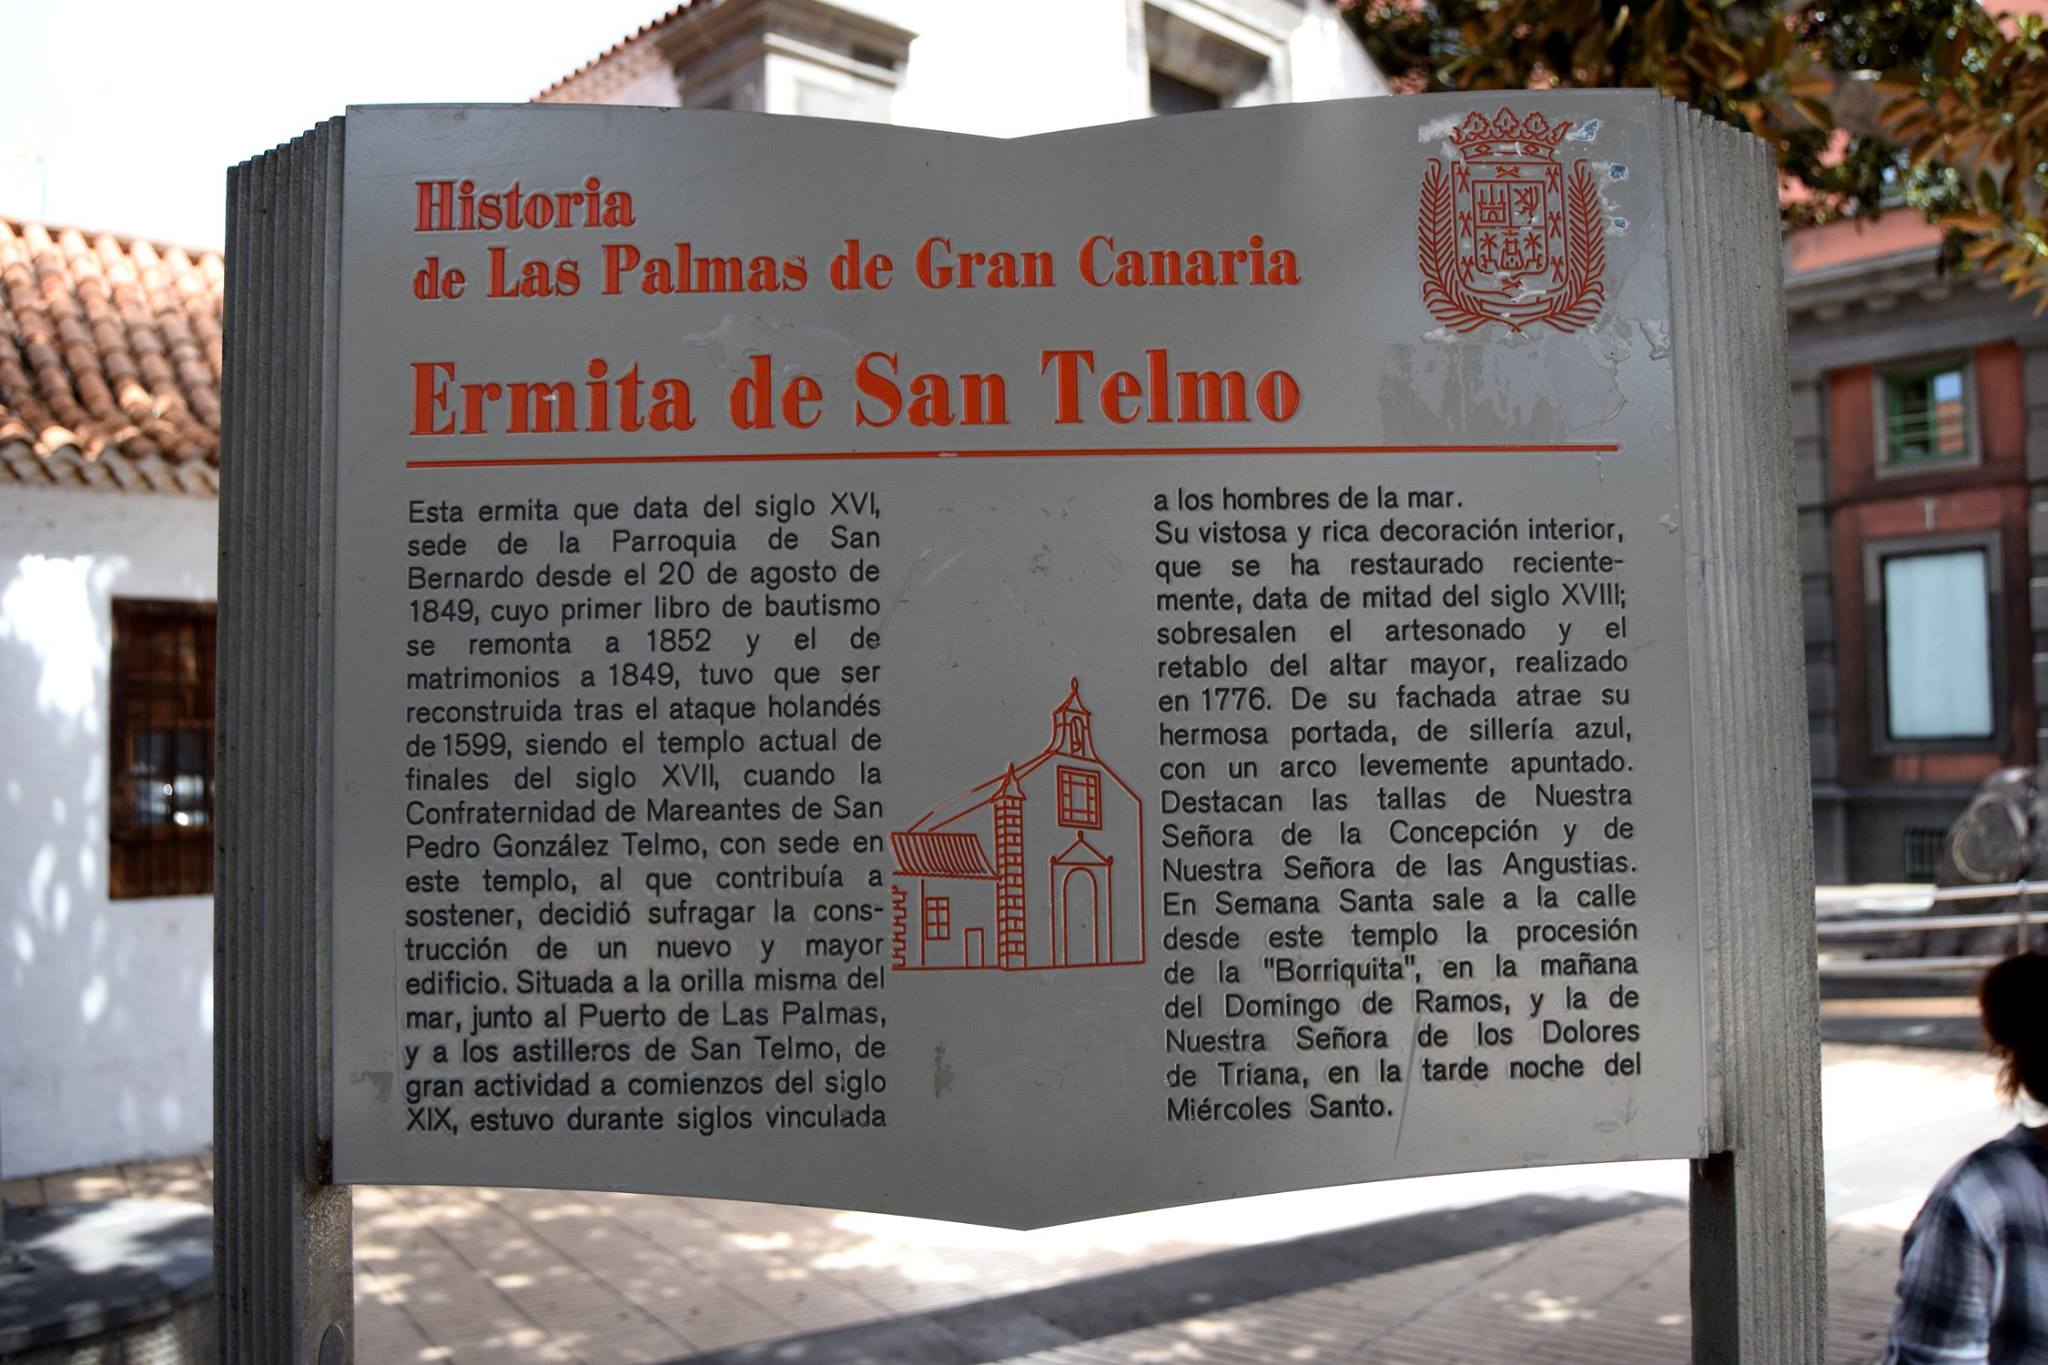 Historia
de Las Palmas de Gran Canaria
Ermita de San Telmo
Esta ermita que data del siglo XVI,
sede de la Parroquia de San
Bernardo desde el 20 de agosto de
1849, cuyo primer libro de bautismo
se remonta a 1852 y el de
matrimonios a 1849, tuvo que ser
reconstruida tras el ataque holandés
de 1599, siendo el templo actual de
finales del siglo XVII, cuando la
Confraternidad de Mareantes de San
Pedro González Telmo, con sede en
este templo, al que contribuía a
sostener, decidió sufragar la cons-
trucción de un nuevo y mayor
edificio. Situada a la orilla misma del
mar, junto al Puerto de Las Palmas,
y a los astilleros de San Telmo, de
gran actividad a comienzos del siglo
XIX, estuvo durante siglos vinculada
a los hombres de la mar.
Su vistosa y rica decoración interior,
que se ha restaurado reciente-
mente, data de mitad del siglo XVIII;
sobresalen el artesonado y el
retablo del altar mayor, realizado
en 1776. De su fachada atrae su
hermosa portada, de sillería azul,
con un arco levemente apuntado.
Destacan las tallas de Nuestra
Señora de la Concepción y de
Nuestra Señora de las Angustias.
En Semana Santa sale a la calle
desde este templo la procesión
de la "Borriquita", en la mañana
del Domingo de Ramos, y la de
Nuestra Señora de los Dolores
de Triana, en la tarde noche del
Miércoles Santo.